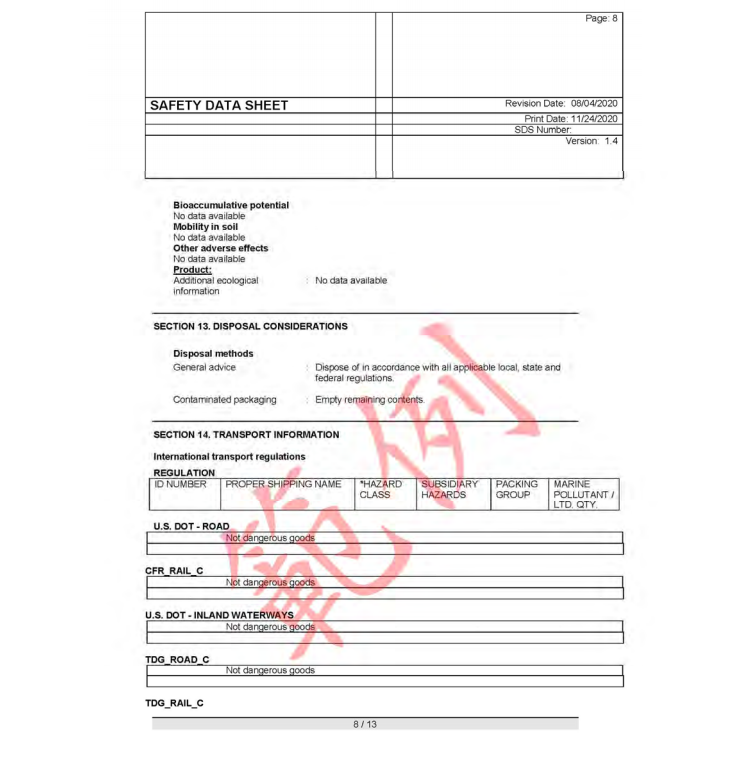 Page: 8
SAFETY DATA SHEET
Revision Date: 08/04/2020
Print Date: 11/24/2020
SDS Number:
Version: 1.4
Bioaccumulative potential
No data available
Mobility in soil
No data available
Other adverse effects
No data available
Product:
Additional ecological information : No data available
SECTION 13. DISPOSAL CONSIDERATIONS
Disposal methods
General advice : Dispose of in accordance with all applicable local, state and
federal regulations.
Contaminated packaging : Empty remaining contents.
SECTION 14. TRANSPORT INFORMATION
International transport regulations
REGULATION
ID NUMBER PROPER SHIPPING NAME *HAZARD CLASS SUBSIDIARY HAZARDS PACKING GROUP MARINE POLLUTANT / LTD. QTY.
U.S. DOT - ROAD
Not dangerous goods
CFR_RAIL_C
Not dangerous goods
U.S. DOT - INLAND WATERWAYS
Not dangerous goods
TDG_ROAD_C
Not dangerous goods
TDG_RAIL_C
8 / 13
範例